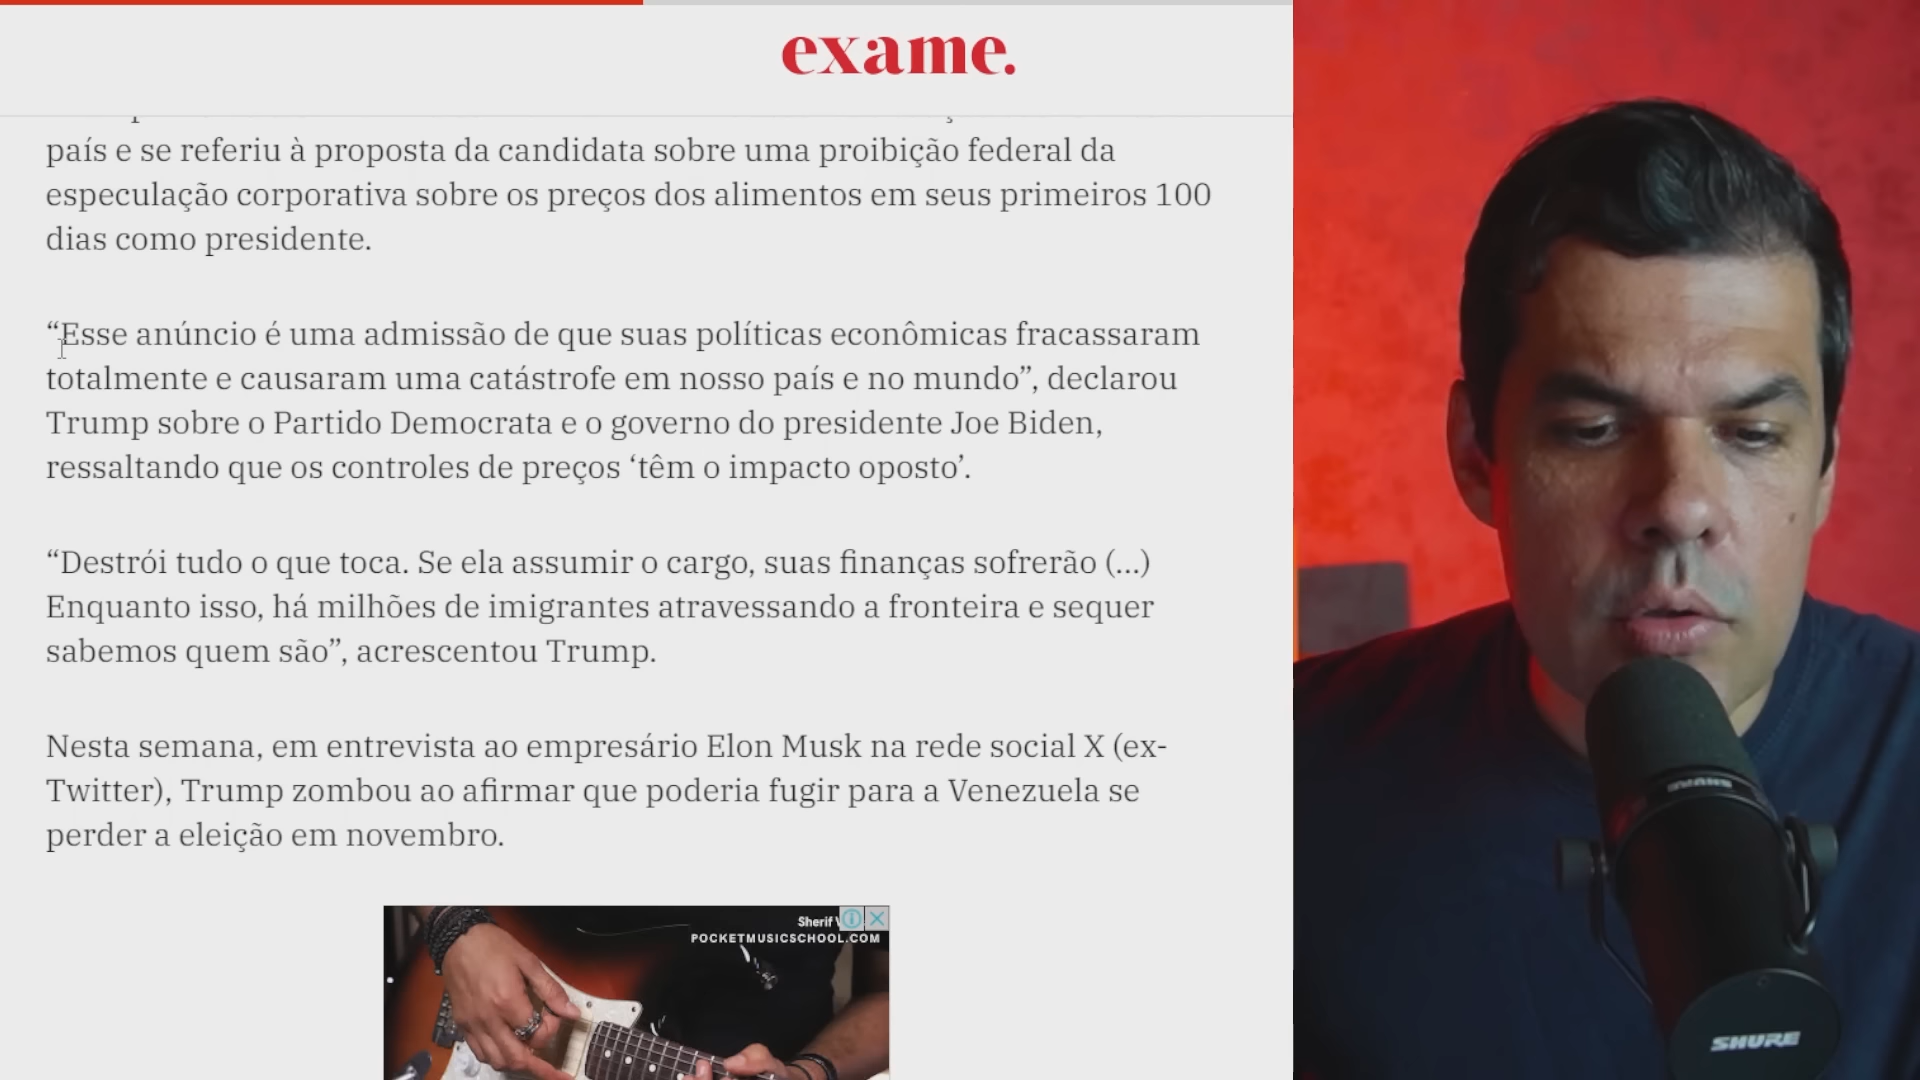 exame.
país e se referiu à proposta da candidata sobre uma proibição federal da
especulação corporativa sobre os preços dos alimentos em seus primeiros 100
dias como presidente.
“Esse anúncio é uma admissão de que suas políticas econômicas fracassaram
totalmente e causaram uma catástrofe em nosso país e no mundo”, declarou
Trump sobre o Partido Democrata e o governo do presidente Joe Biden,
ressaltando que os controles de preços ‘têm o impacto oposto’.
“Destrói tudo o que toca. Se ela assumir o cargo, suas finanças sofrerão (...)
Enquanto isso, há milhões de imigrantes atravessando a fronteira e sequer
sabemos quem são”, acrescentou Trump.
Nesta semana, em entrevista ao empresário Elon Musk na rede social X (ex-
Twitter), Trump zombou ao afirmar que poderia fugir para a Venezuela se
perder a eleição em novembro.
Sherif
POCKETMUSICSCHOOL.COM
SHURE